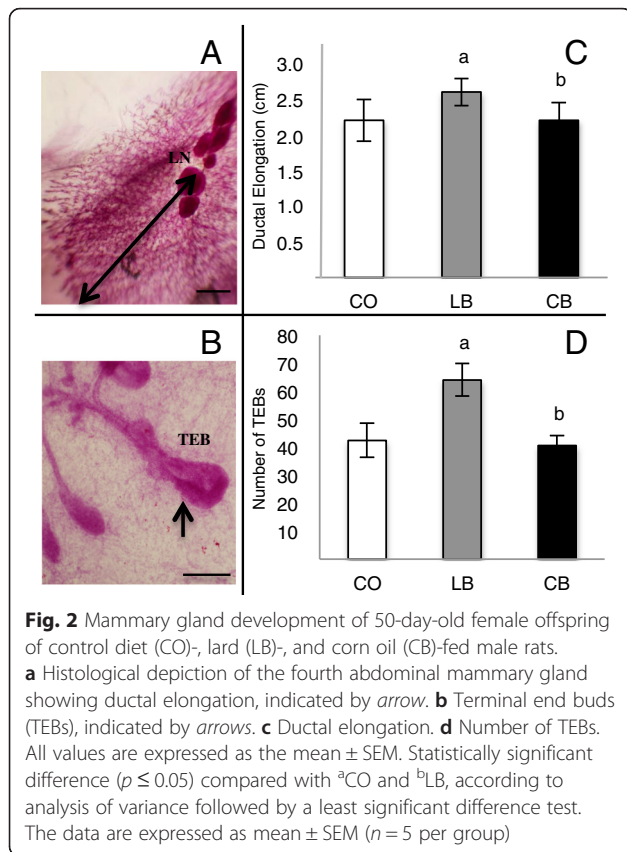 A
LN
B
TEB
C
Ductal Elongation (cm)
3.0
2.5
2.0
1.5
1.0
0.5
a
b
CO LB CB
D
Number of TEBs
80
70
60
50
40
30
20
10
a
b
CO LB CB
Fig. 2 Mammary gland development of 50-day-old female offspring
of control diet (CO)-, lard (LB)-, and corn oil (CB)-fed male rats.
a Histological depiction of the fourth abdominal mammary gland
showing ductal elongation, indicated by arrow. b Terminal end buds
(TEBs), indicated by arrows. c Ductal elongation. d Number of TEBs.
All values are expressed as the mean ± SEM. Statistically significant
difference (p ≤ 0.05) compared with ᵃCO and ᵇLB, according to
analysis of variance followed by a least significant difference test.
The data are expressed as mean ± SEM (n = 5 per group)